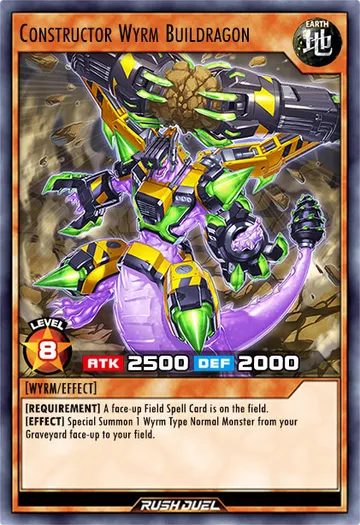 CONSTRUCTOR WYRM BUILDRAGON
EARTH
地
LEVEL
8
ATK 2500 DEF 2000
[WYRM/EFFECT]
[REQUIREMENT] A face-up Field Spell Card is on the field.
[EFFECT] Special Summon 1 Wyrm Type Normal Monster from your
Graveyard face-up to your field.
RUSH DUEL